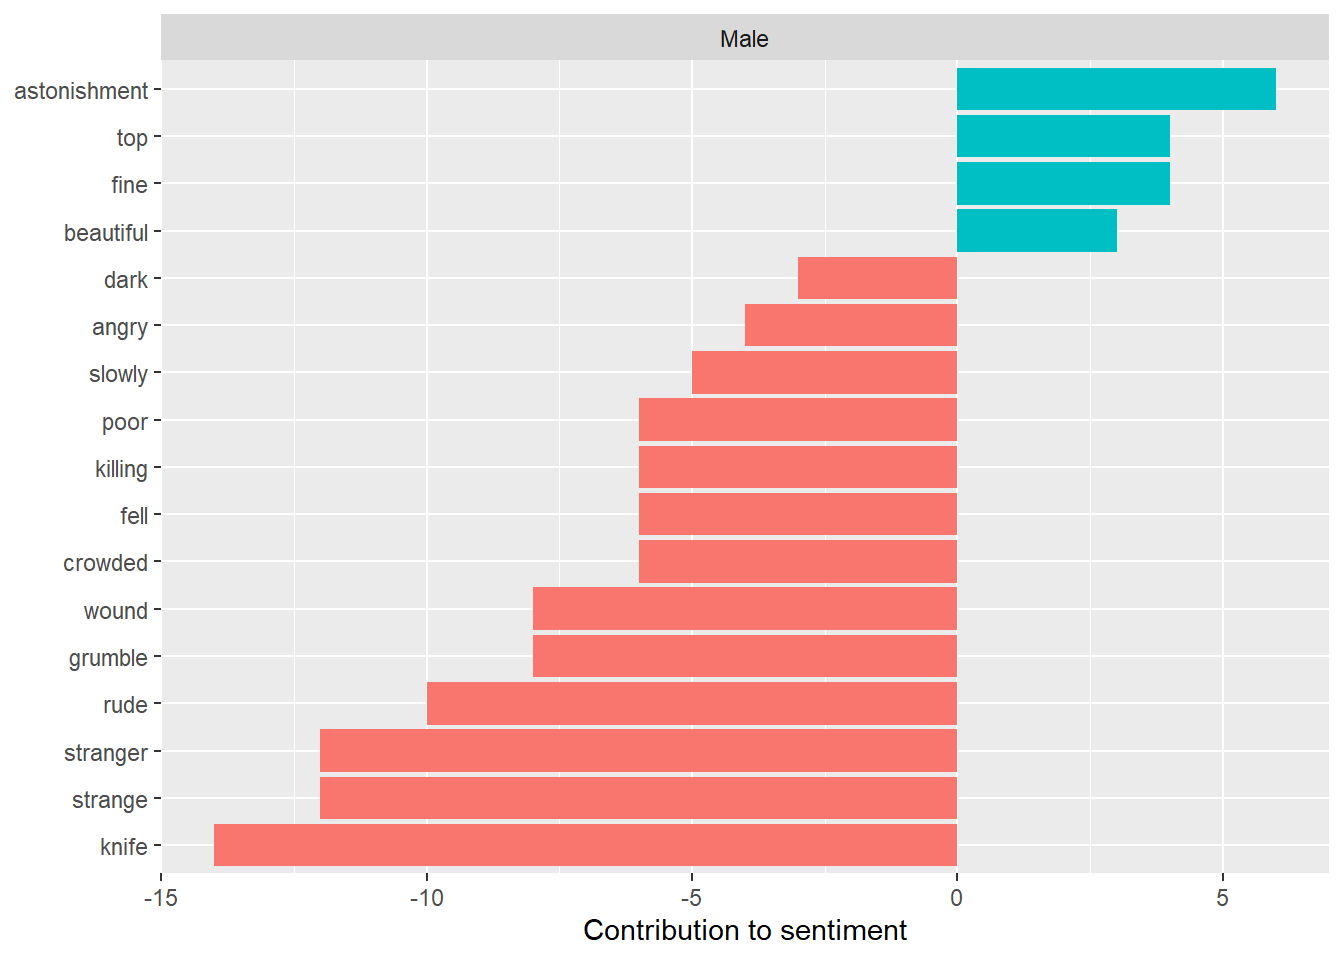 Male
astonishment
top
fine
beautiful
dark
angry
slowly
poor
killing
fell
crowded
wound
grumble
rude
stranger
strange
knife
-15 -10 -5 0 5
Contribution to sentiment